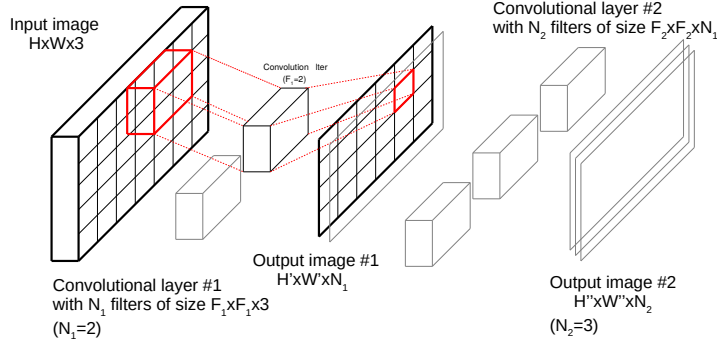 Input image
HxWx3
Convolution lter
(F₁=2)
Convolutional layer #2
with N₂ filters of size F₂xF₂xN₁
Convolutional layer #1
with N₁ filters of size F₁xF₁x3
(N₁=2)
Output image #1
H'xW'xN₁
Output image #2
H''xW''xN₂
(N₂=3)